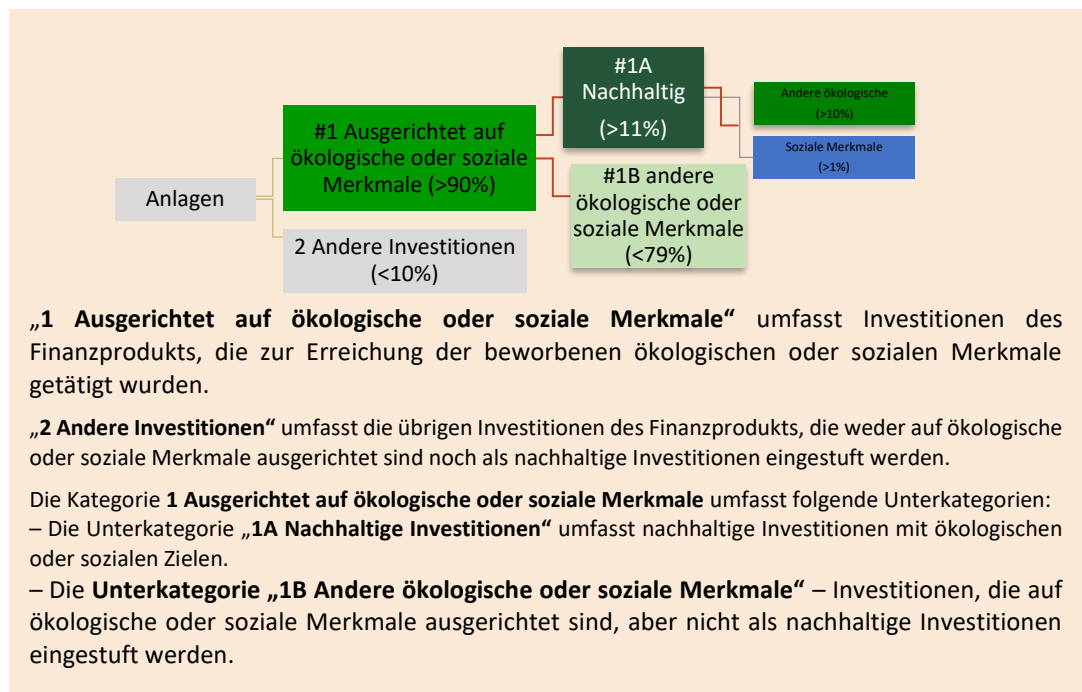 #1A
Nachhaltig
(>11%)
Andere ökologische
(>10%)
#1 Ausgerichtet auf
ökologische oder soziale
Merkmale (>90%)
Soziale Merkmale
(>1%)
Anlagen
#1B andere
ökologische oder
soziale Merkmale
(<79%)
2 Andere Investitionen
(<10%)
„1 Ausgerichtet auf ökologische oder soziale Merkmale“ umfasst Investitionen des
Finanzprodukts, die zur Erreichung der beworbenen ökologischen oder sozialen Merkmale
getätigt wurden.
„2 Andere Investitionen“ umfasst die übrigen Investitionen des Finanzprodukts, die weder auf ökologische
oder soziale Merkmale ausgerichtet sind noch als nachhaltige Investitionen eingestuft werden.
Die Kategorie 1 Ausgerichtet auf ökologische oder soziale Merkmale umfasst folgende Unterkategorien:
– Die Unterkategorie „1A Nachhaltige Investitionen“ umfasst nachhaltige Investitionen mit ökologischen
oder sozialen Zielen.
– Die Unterkategorie „1B Andere ökologische oder soziale Merkmale“ – Investitionen, die auf
ökologische oder soziale Merkmale ausgerichtet sind, aber nicht als nachhaltige Investitionen
eingestuft werden.